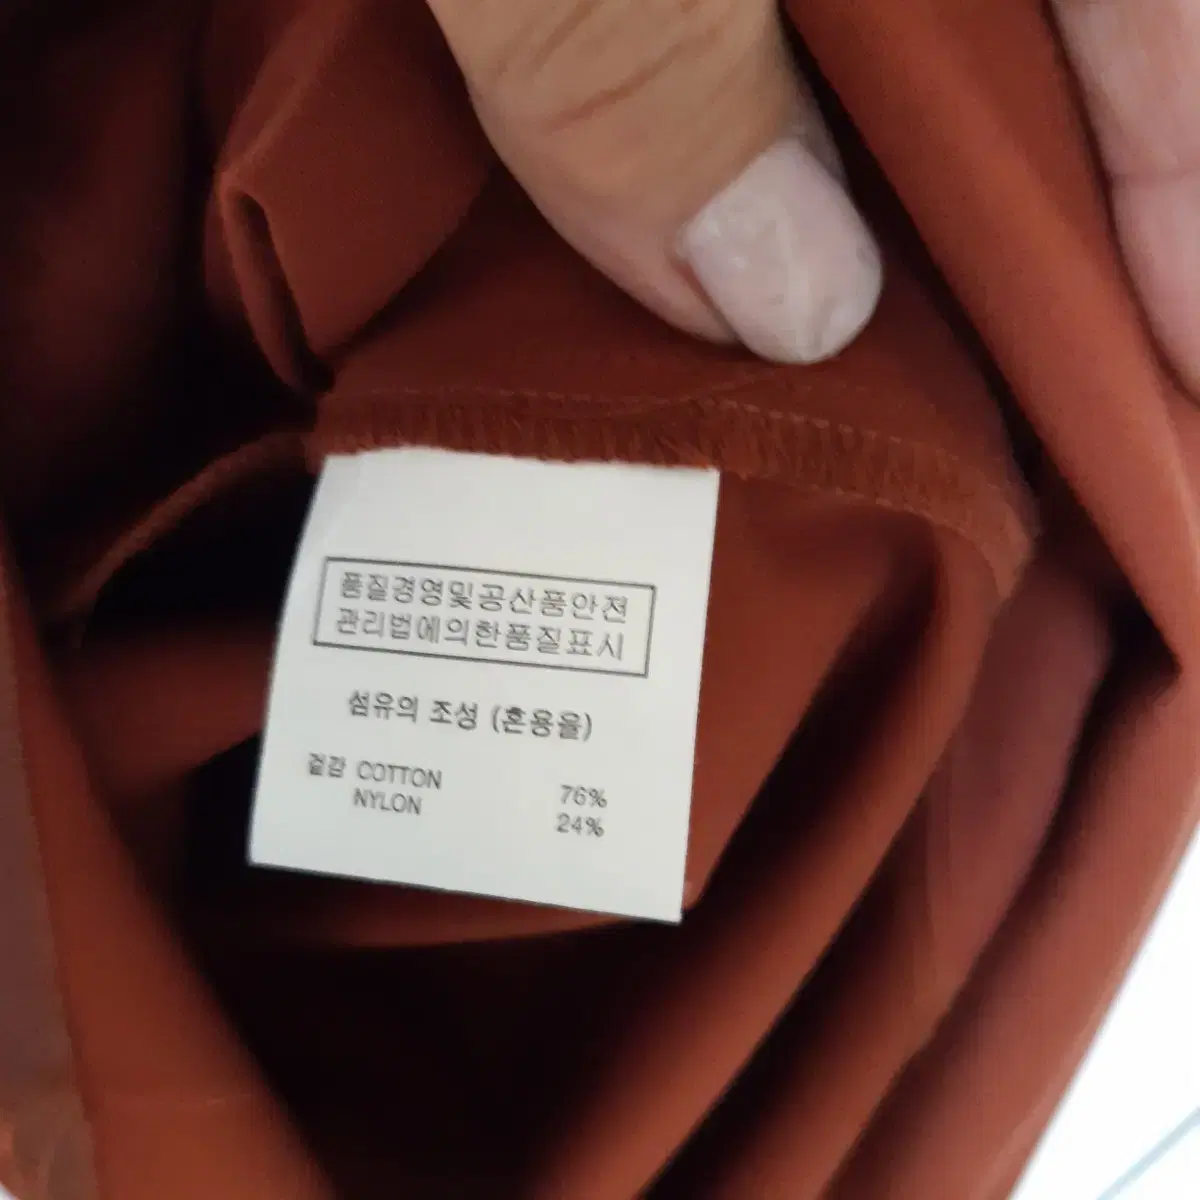 품질경영및공산품안전
관리법에의한품질표시
섬유의 조성 (혼용율)
겉감 COTTON 76%
NYLON 24%